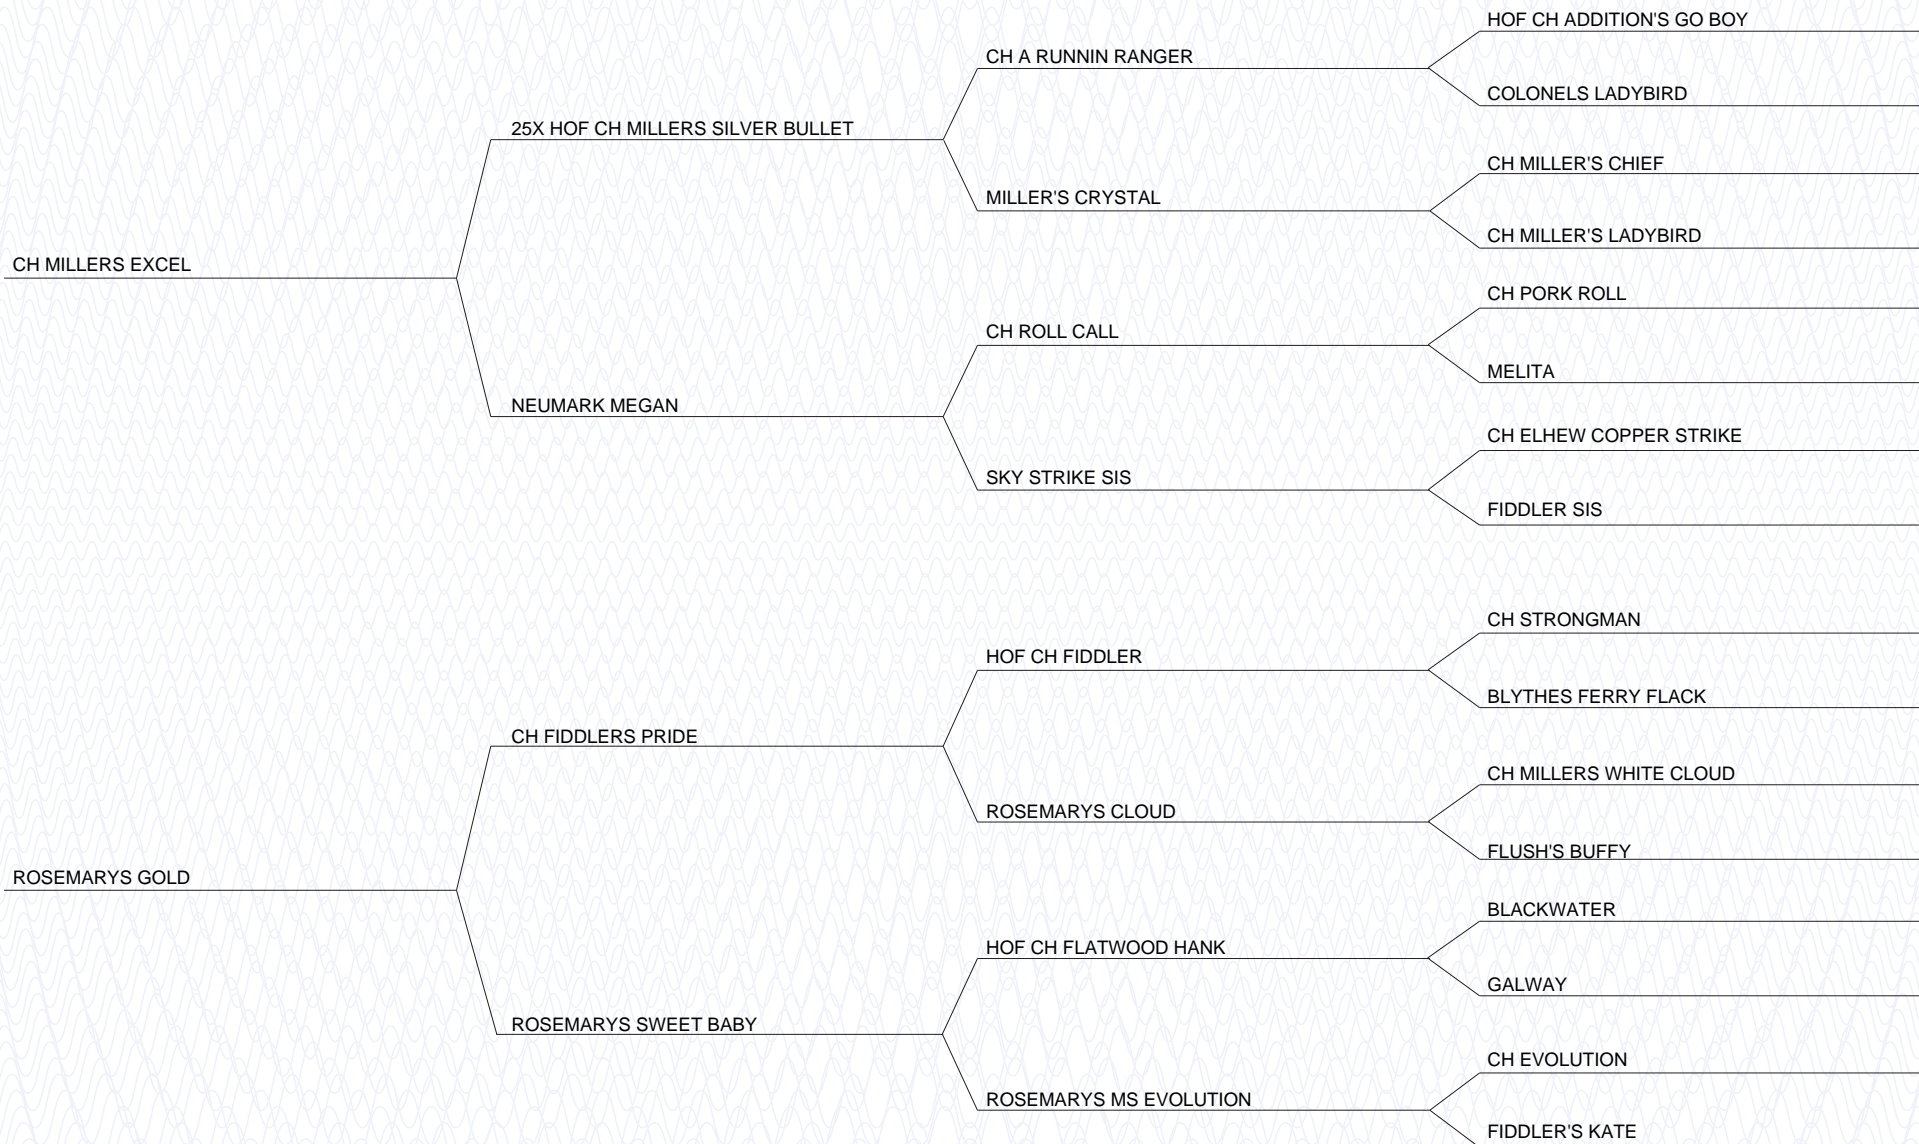 HOF CH ADDITION'S GO BOY
CH A RUNNIN RANGER
COLONELS LADYBIRD
25X HOF CH MILLERS SILVER BULLET
CH MILLER'S CHIEF
MILLER'S CRYSTAL
CH MILLER'S LADYBIRD
CH MILLERS EXCEL
CH PORK ROLL
CH ROLL CALL
MELITA
NEUMARK MEGAN
CH ELHEW COPPER STRIKE
SKY STRIKE SIS
FIDDLER SIS
CH STRONGMAN
HOF CH FIDDLER
BLYTHES FERRY FLACK
CH FIDDLERS PRIDE
CH MILLERS WHITE CLOUD
ROSEMARYS CLOUD
FLUSH'S BUFFY
ROSEMARYS GOLD
BLACKWATER
HOF CH FLATWOOD HANK
GALWAY
ROSEMARYS SWEET BABY
CH EVOLUTION
ROSEMARYS MS EVOLUTION
FIDDLER'S KATE